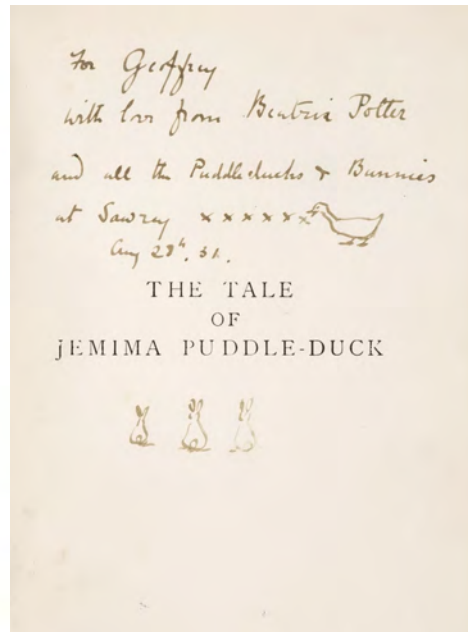 For Geoffrey
with love from Beatrix Potter
and all the Puddleducks & Bunnies
at Sawrey x x x x x x
Aug 28th. 31.
THE TALE
OF
JEMIMA PUDDLE-DUCK